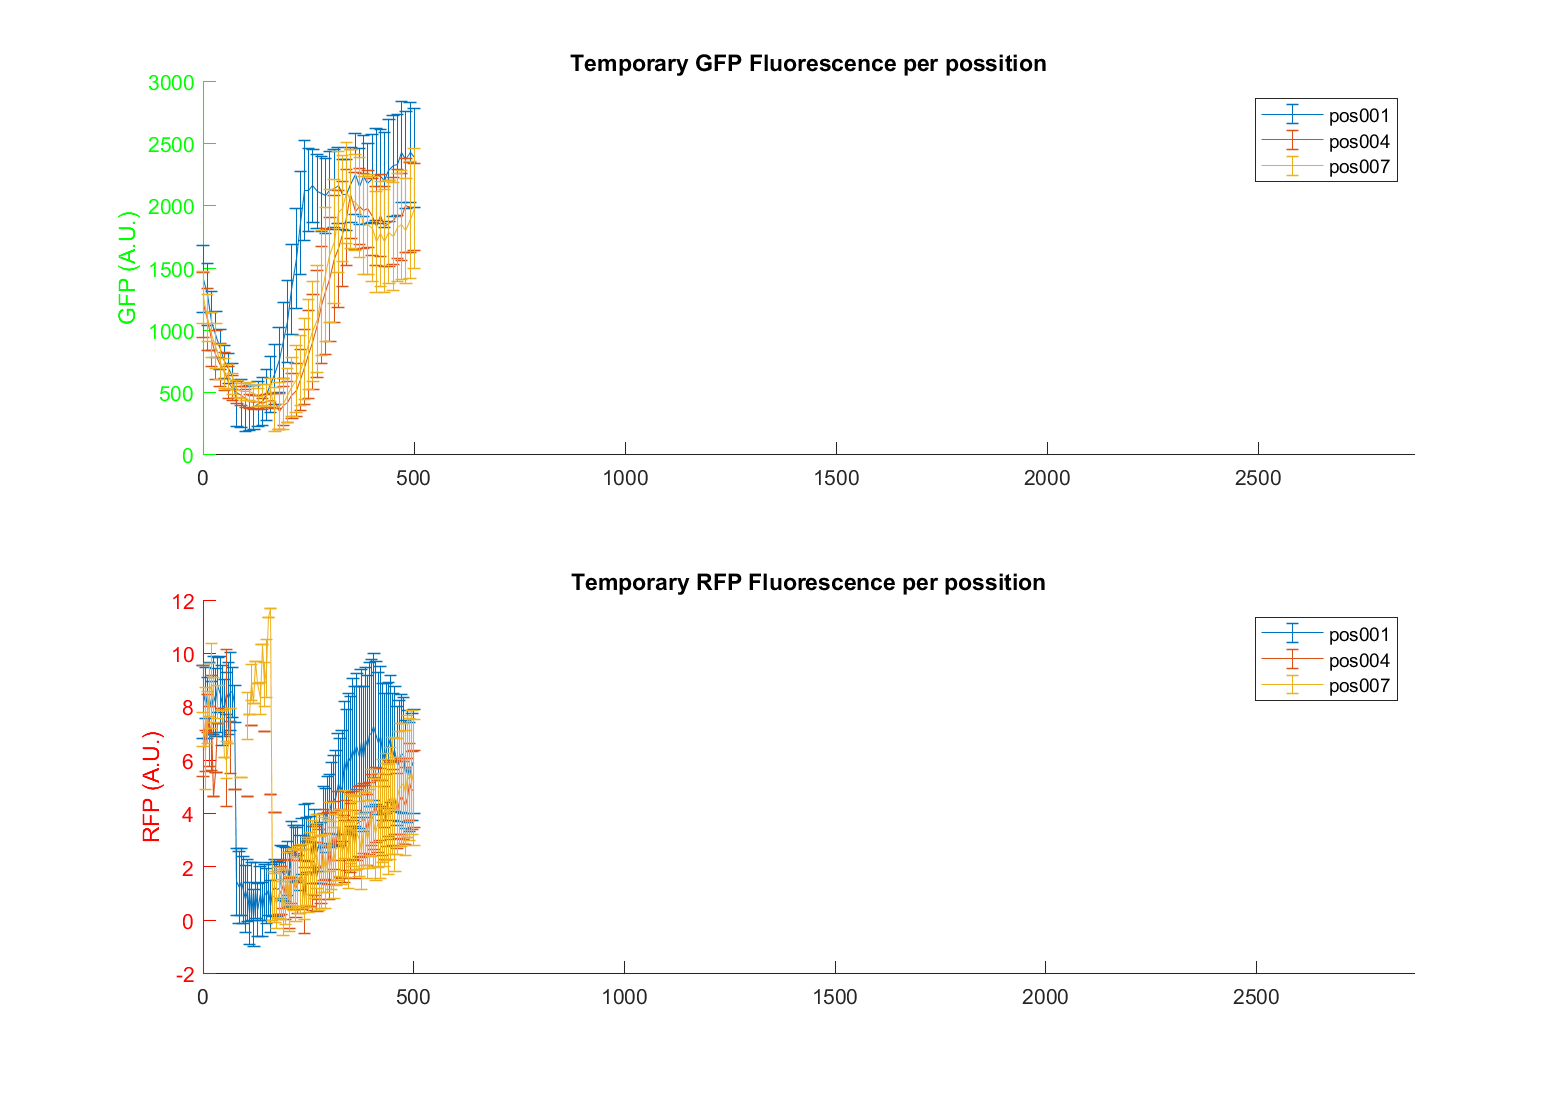 Temporary GFP Fluorescence per possition
GFP (A.U.)
3000
2500
2000
1500
1000
500
0
0 500 1000 1500 2000 2500
pos001
pos004
pos007
Temporary RFP Fluorescence per possition
RFP (A.U.)
12
10
8
6
4
2
0
-2
0 500 1000 1500 2000 2500
pos001
pos004
pos007